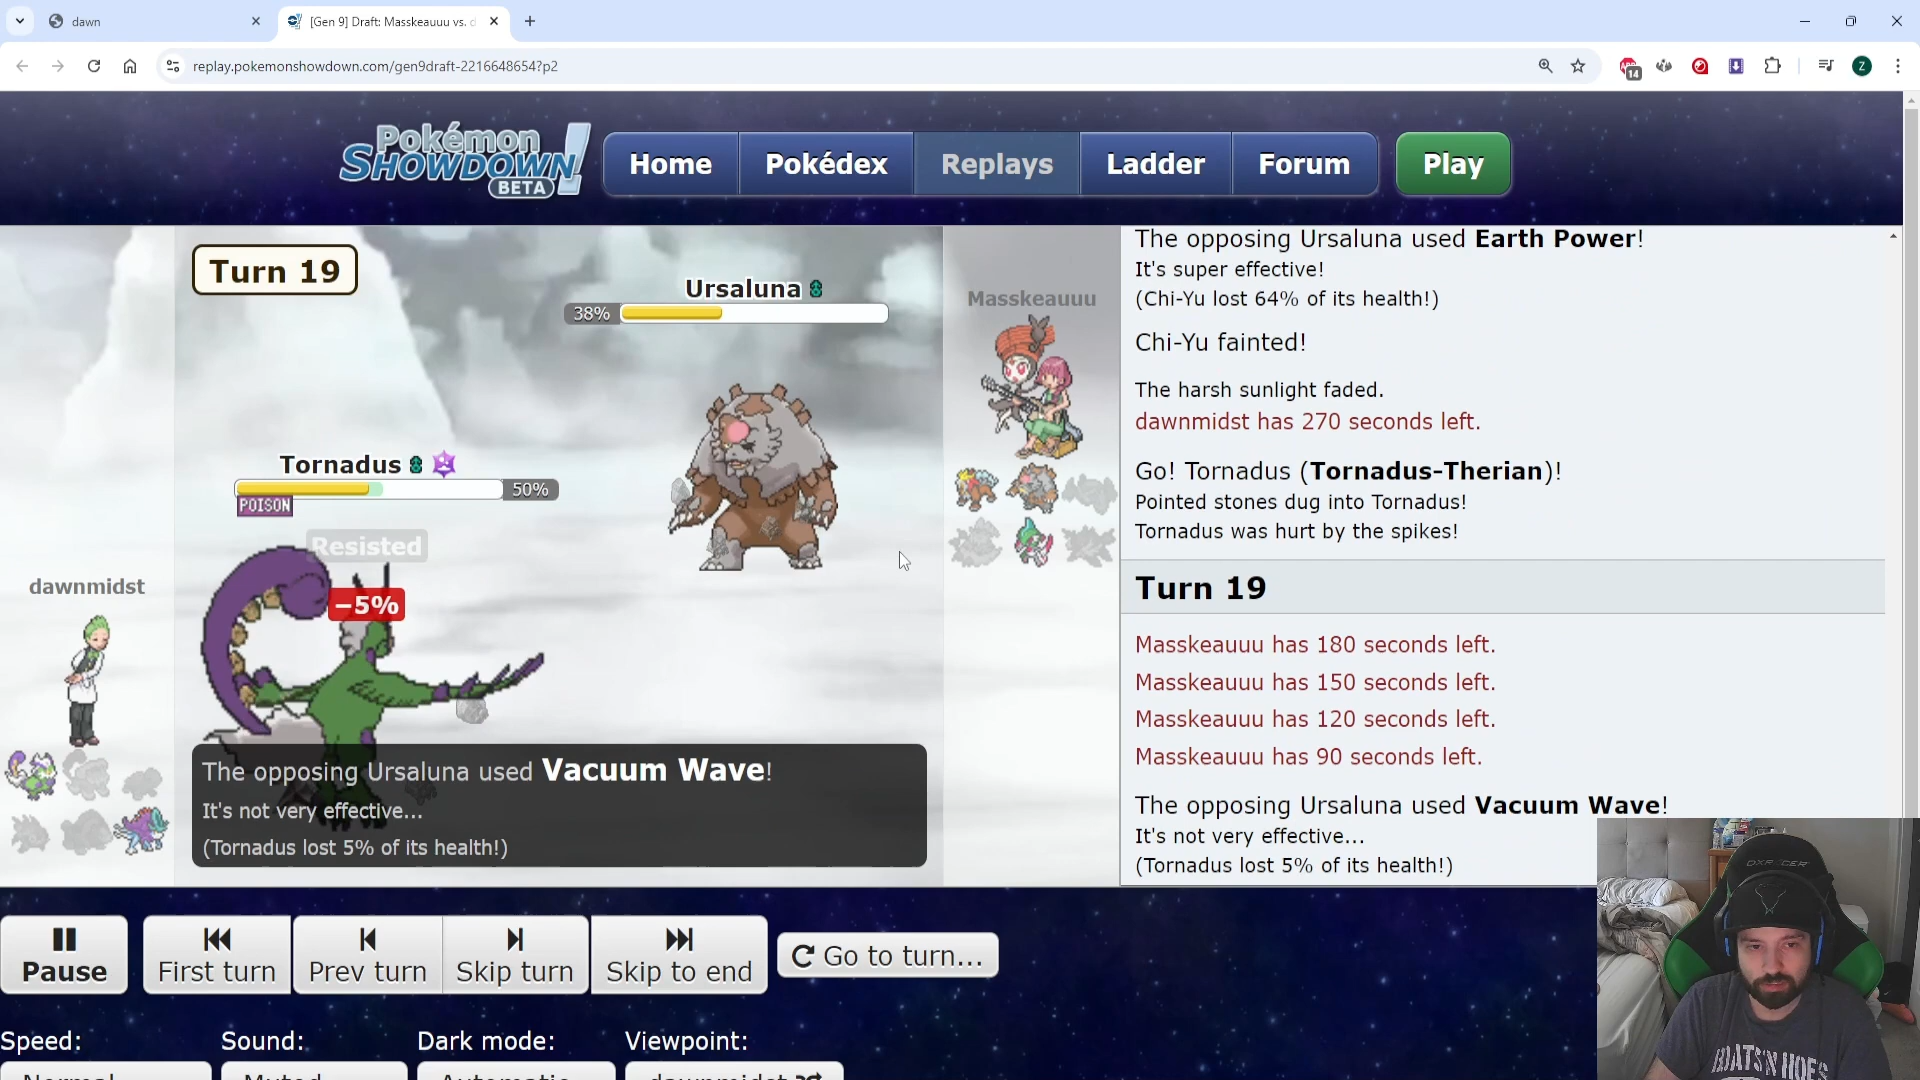 dawn
[Gen 9] Draft: Masskeauuu vs. d
replay.pokemonshowdown.com/gen9draft-2216648654?p2
14
Z
Pokémon
SHOWDOWN!
BETA
Home
Pokédex
Replays
Ladder
Forum
Play
Turn 19
Ursaluna
38%
Tornadus
50%
POISON
Resisted
−5%
dawnmidst
Masskeauuu
The opposing Ursaluna used Vacuum Wave!
It's not very effective...
(Tornadus lost 5% of its health!)
The opposing Ursaluna used Earth Power!
It's super effective!
(Chi-Yu lost 64% of its health!)
Chi-Yu fainted!
The harsh sunlight faded.
dawnmidst has 270 seconds left.
Go! Tornadus (Tornadus-Therian)!
Pointed stones dug into Tornadus!
Tornadus was hurt by the spikes!
Turn 19
Masskeauuu has 180 seconds left.
Masskeauuu has 150 seconds left.
Masskeauuu has 120 seconds left.
Masskeauuu has 90 seconds left.
The opposing Ursaluna used Vacuum Wave!
It's not very effective...
(Tornadus lost 5% of its health!)
Pause
First turn
Prev turn
Skip turn
Skip to end
Go to turn...
Speed:
Sound:
Dark mode:
Viewpoint:
Normal
Muted
Automatic
dawnmidst
DXRACER